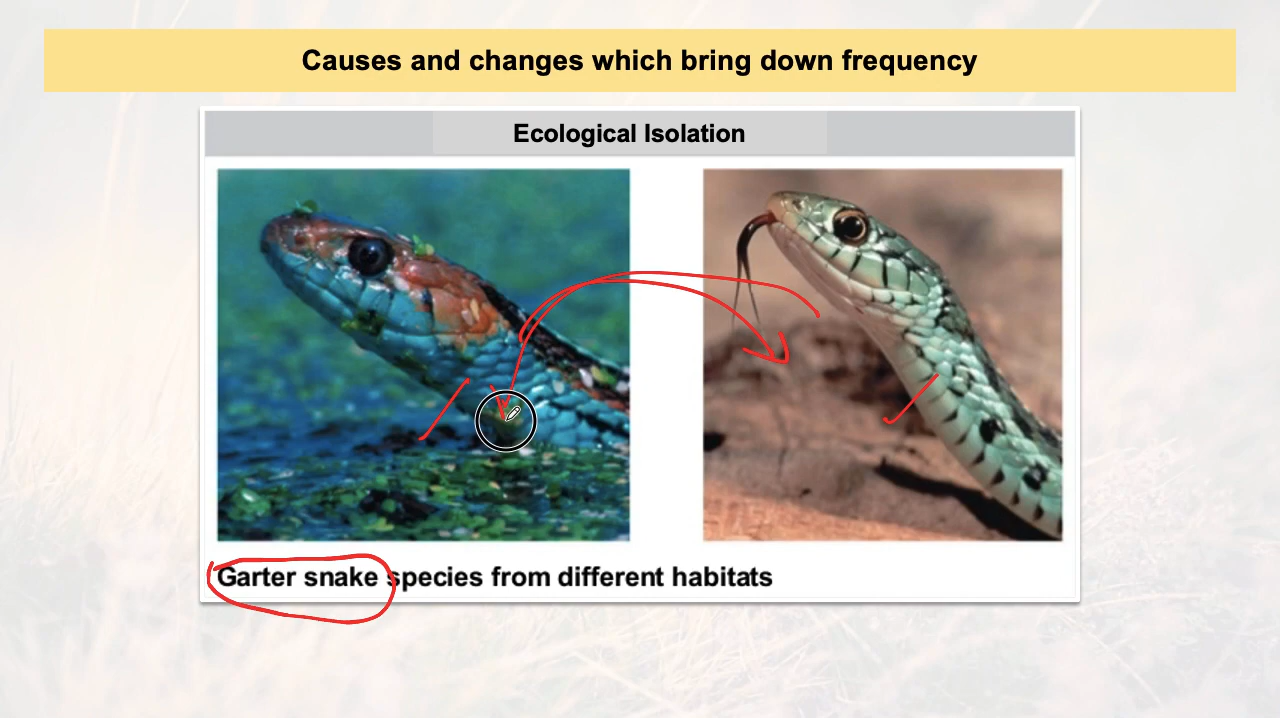 Causes and changes which bring down frequency
Ecological Isolation
Garter snake species from different habitats